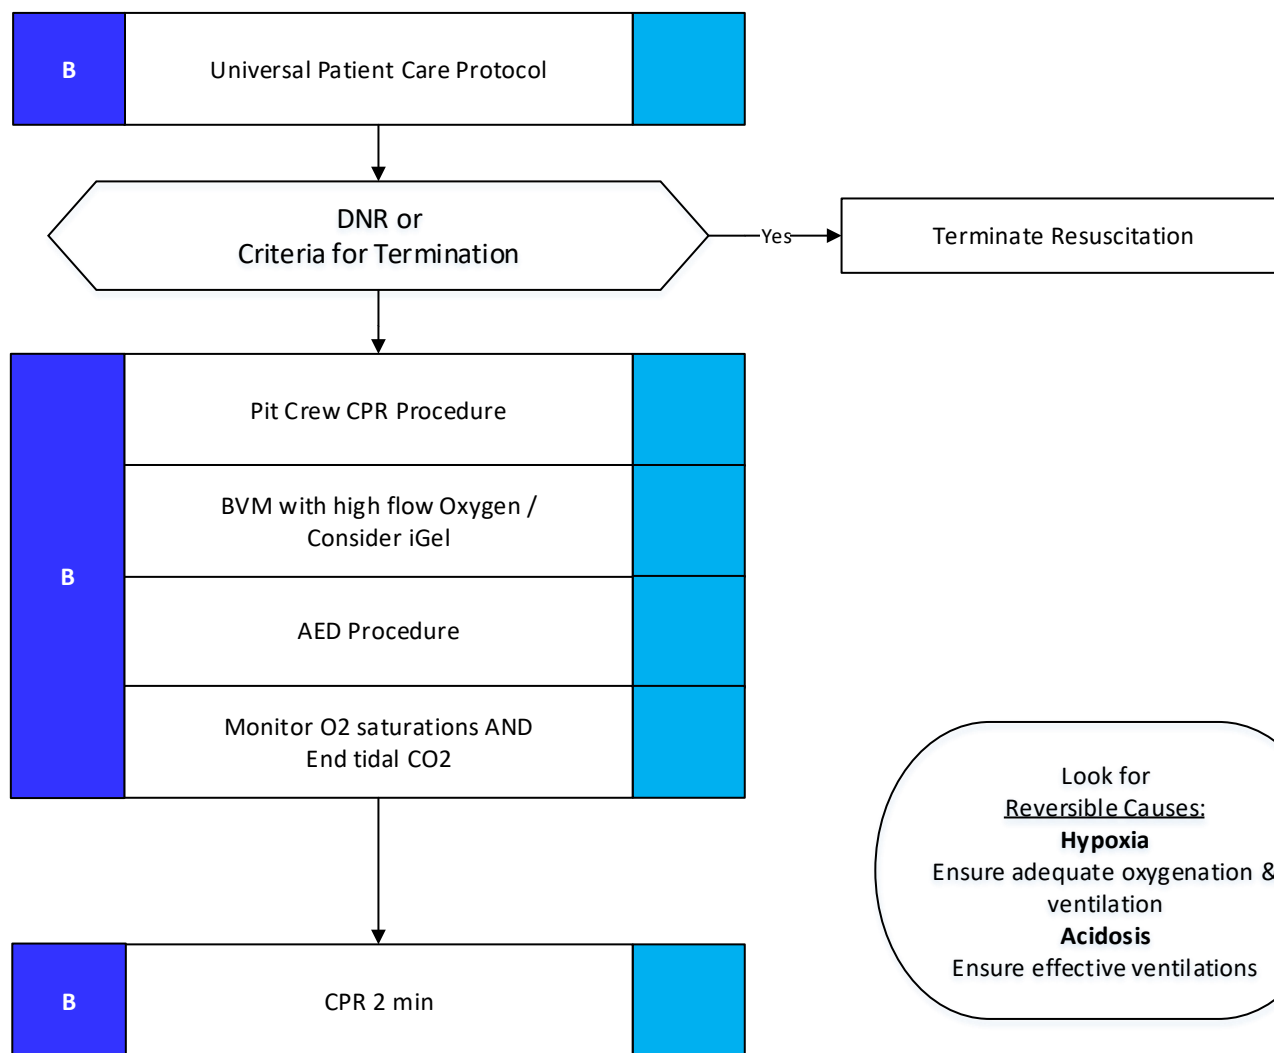 B
Universal Patient Care Protocol
DNR or
Criteria for Termination
Yes
Terminate Resuscitation
B
Pit Crew CPR Procedure
BVM with high flow Oxygen /
Consider iGel
AED Procedure
Monitor O2 saturations AND
End tidal CO2
Look for
Reversible Causes:
Hypoxia
Ensure adequate oxygenation &
ventilation
Acidosis
Ensure effective ventilations
B
CPR 2 min